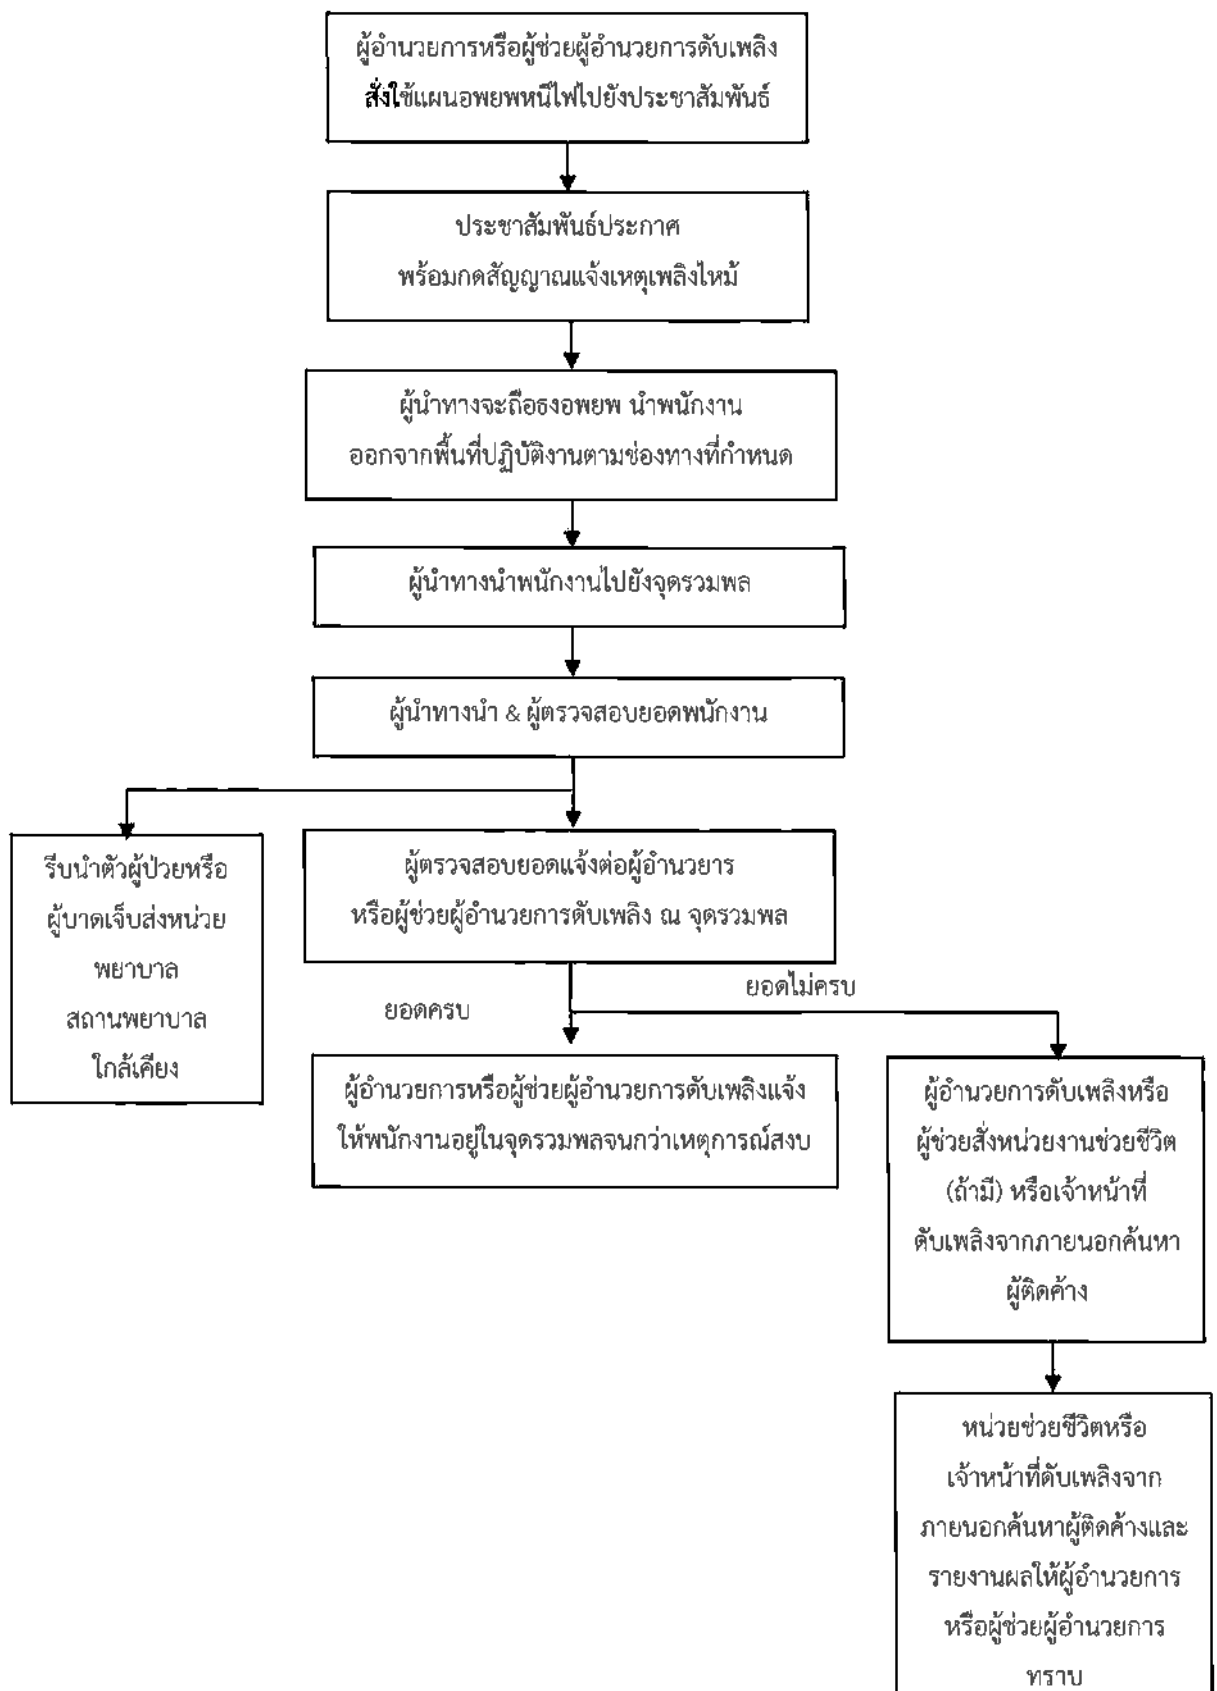 ผู้อำนวยการหรือผู้ช่วยผู้อำนวยการดับเพลิง
สั่งใช้แผนอพยพหนีไฟไปยังประชาสัมพันธ์
ประชาสัมพันธ์ประกาศ
พร้อมกดสัญญาณแจ้งเหตุเพลิงไหม้
ผู้นำทางจะถือธงอพยพ นำพนักงาน
ออกจากพื้นที่ปฏิบัติงานตามช่องทางที่กำหนด
ผู้นำทางนำพนักงานไปยังจุดรวมพล
ผู้นำทางนำ & ผู้ตรวจสอบยอดพนักงาน
รีบนำตัวผู้ป่วยหรือ
ผู้บาดเจ็บส่งหน่วย
พยาบาล
สถานพยาบาล
ใกล้เคียง
ผู้ตรวจสอบยอดแจ้งต่อผู้อำนวยาร
หรือผู้ช่วยผู้อำนวยการดับเพลิง ณ จุดรวมพล
ยอดครบ
ยอดไม่ครบ
ผู้อำนวยการหรือผู้ช่วยผู้อำนวยการดับเพลิงแจ้ง
ให้พนักงานอยู่ในจุดรวมพลจนกว่าเหตุการณ์สงบ
ผู้อำนวยการดับเพลิงหรือ
ผู้ช่วยสั่งหน่วยงานช่วยชีวิต
(ถ้ามี) หรือเจ้าหน้าที่
ดับเพลิงจากภายนอกค้นหา
ผู้ติดค้าง
หน่วยช่วยชีวิตหรือ
เจ้าหน้าที่ดับเพลิงจาก
ภายนอกค้นหาผู้ติดค้างและ
รายงานผลให้ผู้อำนวยการ
หรือผู้ช่วยผู้อำนวยการ
ทราบ